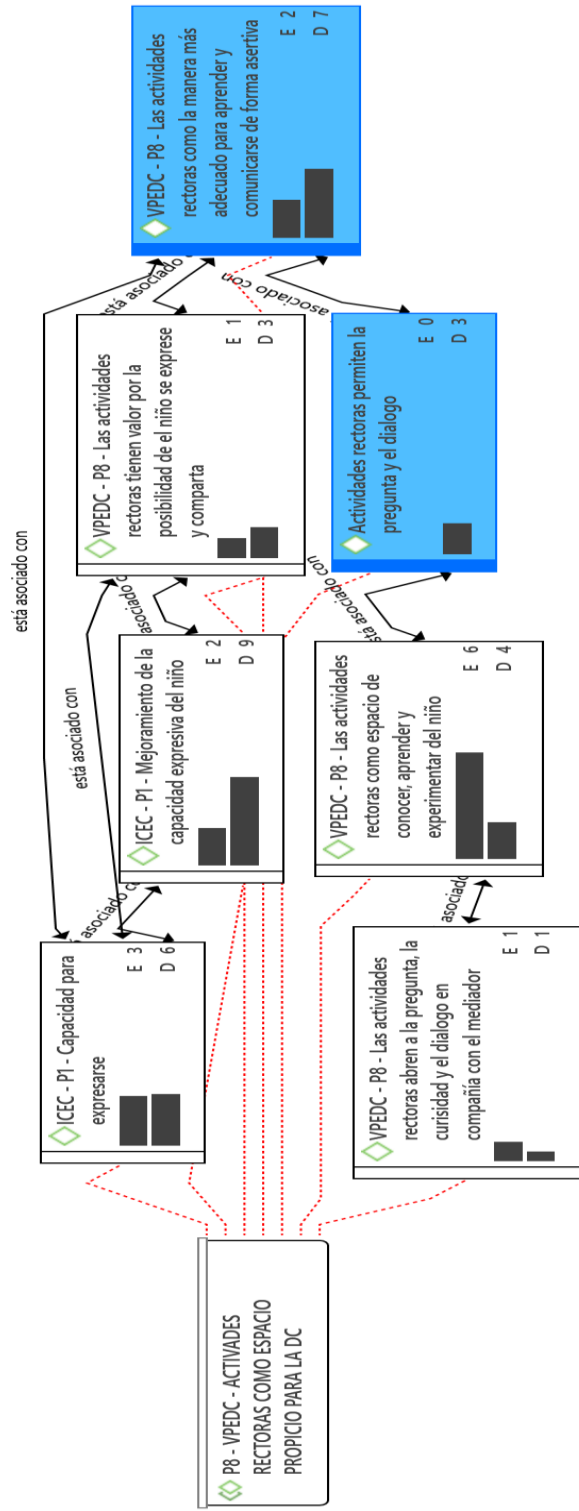 P8 - VPEDC - ACTIVADES
RECTORAS COMO ESPACIO
PROPICIO PARA LA DC
ICEC - P1 - Capacidad para
expresarse
E 3
D 6
VPEDC - P8 - Las actividades
rectoras abren a la pregunta, la
curisidad y el dialogo en
compañía con el mediador
E 1
D 1
ICEC - P1 - Mejoramiento de la
capacidad expresiva del niño
E 2
D 9
VPEDC - P8 - Las actividades
rectoras como espacio de
conocer, aprender y
experimentar del niño
E 6
D 4
VPEDC - P8 - Las actividades
rectoras tienen valor por la
posibilidad de el niño se exprese
y comparta
E 1
D 3
Actividades rectoras permiten la
pregunta y el dialogo
E 0
D 3
VPEDC - P8 - Las actividades
rectoras como la manera más
adecuado para aprender y
comunicarse de forma asertiva
E 2
D 7
está asociado con
está asociado con
asociado
asociado
asociado con
está asociado
asociado con
asociado